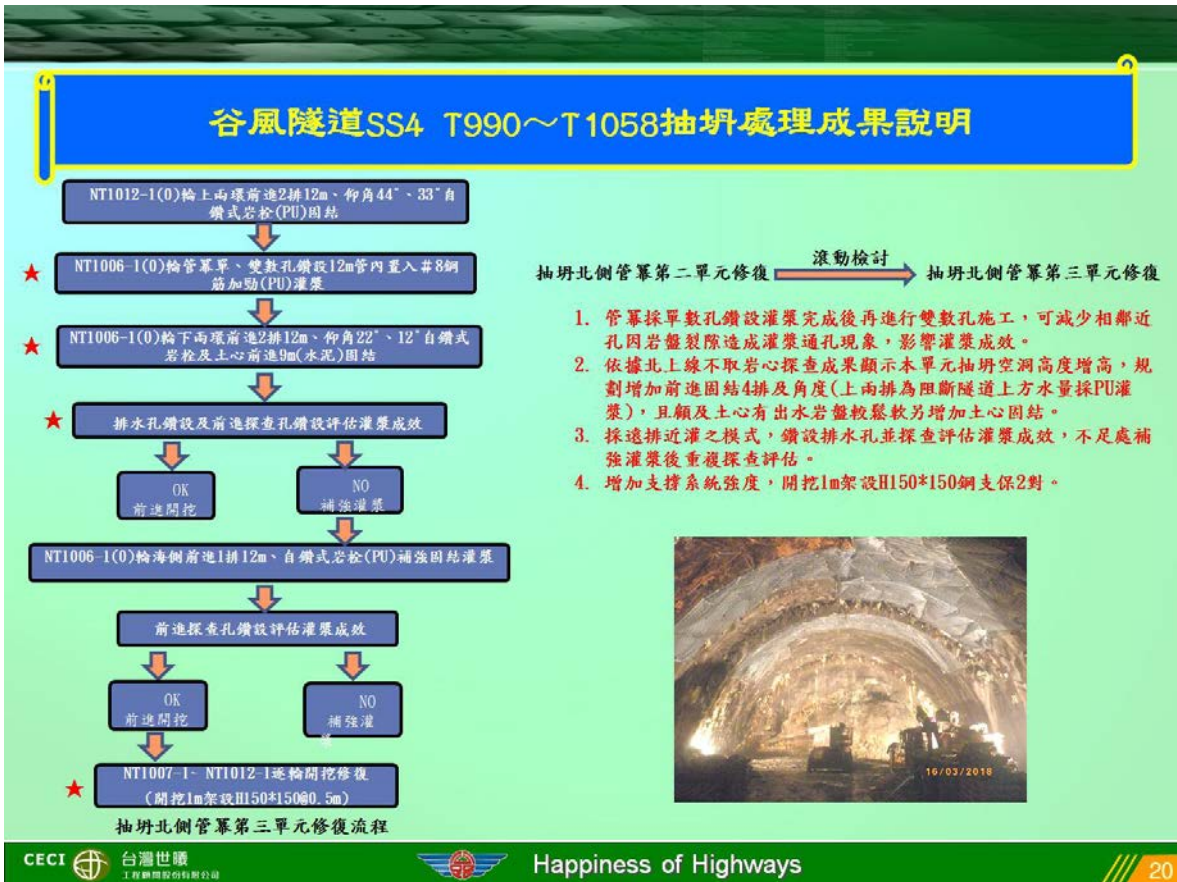 谷風隧道SS4 T990～T1058抽坍處理成果說明
NT1012-1(0)輪上兩環前進2排12m、仰角44°、33°自
鑽式岩栓(PU)固結
NT1006-1(0)輪管幕單、雙數孔鑽設12m管內置入＃8鋼
筋加勁(PU)灌漿
NT1006-1(0)輪下兩環前進2排12m、仰角22°、12°自鑽式
岩栓及土心前進9m(水泥)固結
排水孔鑽設及前進探查孔鑽設評估灌漿成效
OK
前進開挖
NO
補強灌漿
NT1006-1(0)輪海側前進1排12m、自鑽式岩栓(PU)補強固結灌漿
前進探查孔鑽設評估灌漿成效
OK
前進開挖
NO
補強灌
漿
NT1007-1~ NT1012-1逐輪開挖修復
(開挖1m架設H150*150@0.5m)
抽坍北側管幕第三單元修復流程
抽坍北側管幕第二單元修復
滾動檢討
抽坍北側管幕第三單元修復
1. 管幕採單數孔鑽設灌漿完成後再進行雙數孔施工，可減少相鄰近
孔因岩盤裂隙造成灌漿通孔現象，影響灌漿成效。
2. 依據北上線不取岩心探查成果顯示本單元抽坍空洞高度增高，規
劃增加前進固結4排及角度(上兩排為阻斷隧道上方水量採PU灌
漿)，且顧及土心有出水岩盤較鬆軟另增加土心固結。
3. 採遠排近灌之模式，鑽設排水孔並探查評估灌漿成效，不足處補
強灌漿後重複探查評估。
4. 增加支撐系統強度，開挖1m架設H150*150鋼支保2對。
16/03/2018
CECI 台灣世曦
工程顧問股份有限公司
Happiness of Highways
20